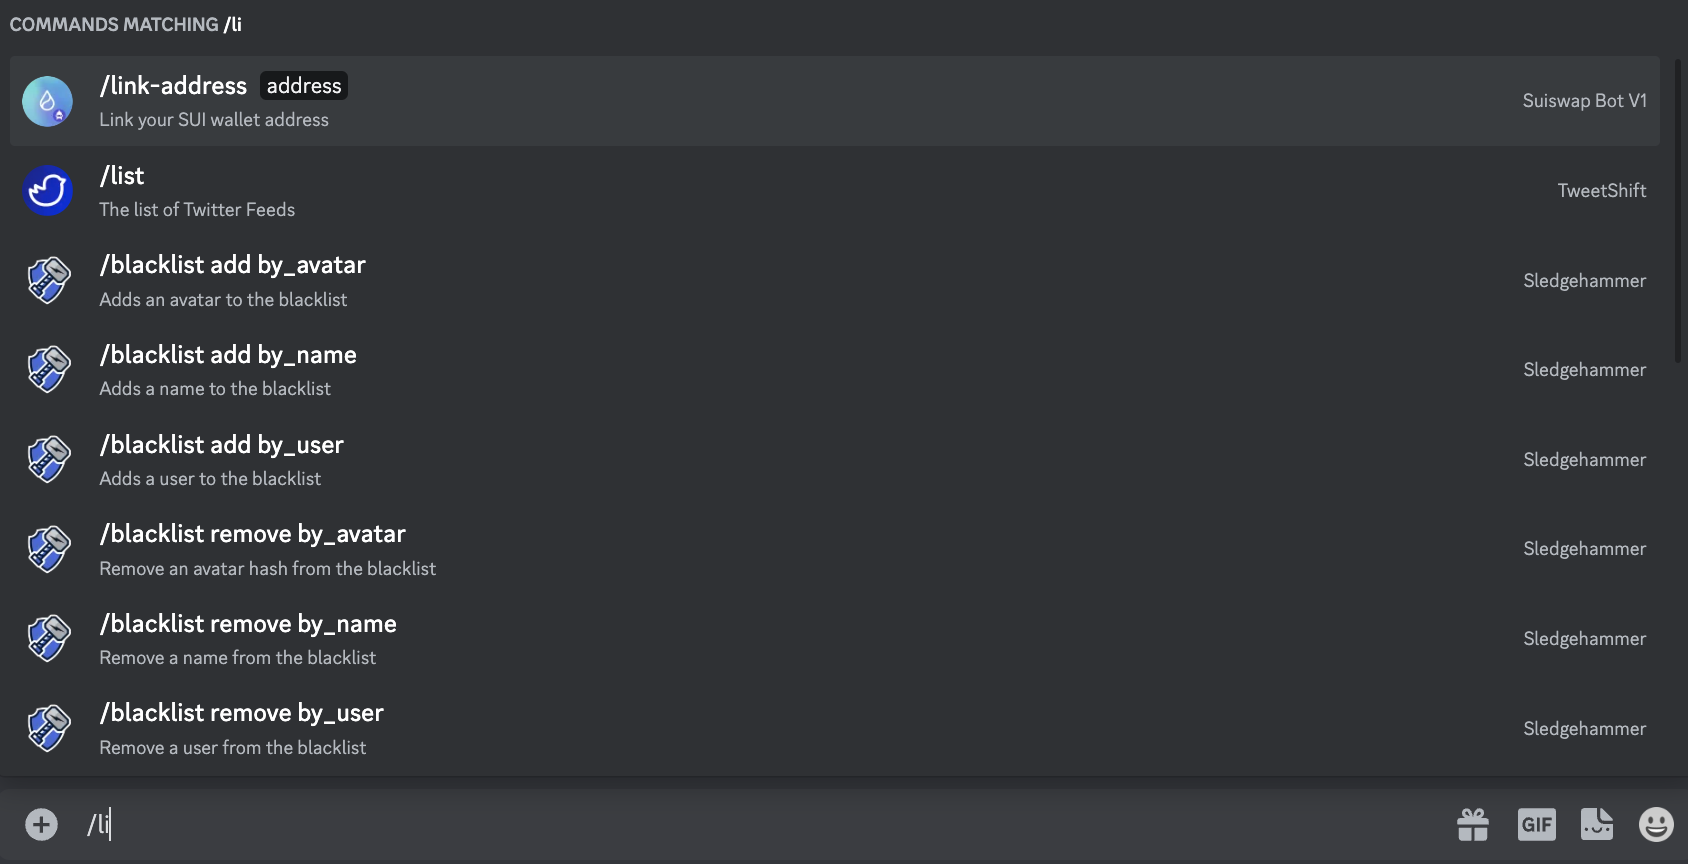 COMMANDS MATCHING /li
/link-address address
Link your SUI wallet address
Suiswap Bot V1
/list
The list of Twitter Feeds
TweetShift
/blacklist add by_avatar
Adds an avatar to the blacklist
Sledgehammer
/blacklist add by_name
Adds a name to the blacklist
Sledgehammer
/blacklist add by_user
Adds a user to the blacklist
Sledgehammer
/blacklist remove by_avatar
Remove an avatar hash from the blacklist
Sledgehammer
/blacklist remove by_name
Remove a name from the blacklist
Sledgehammer
/blacklist remove by_user
Remove a user from the blacklist
Sledgehammer
/li
GIF